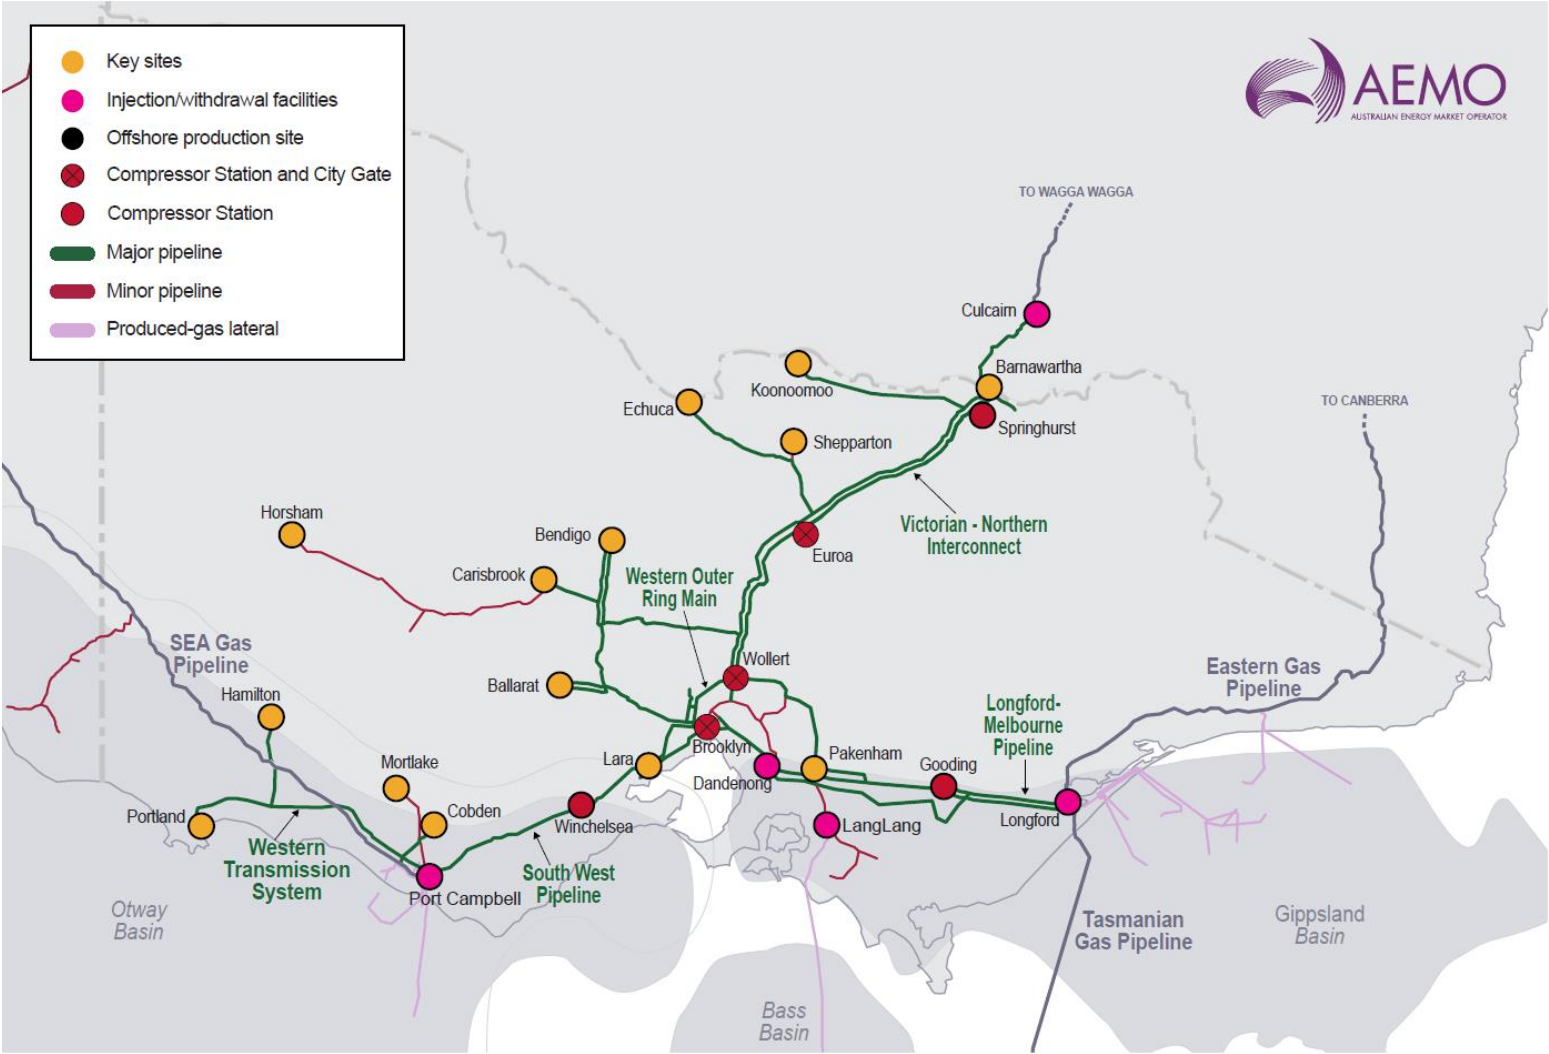 Key sites
Injection/withdrawal facilities
Offshore production site
Compressor Station and City Gate
Compressor Station
Major pipeline
Minor pipeline
Produced-gas lateral
AEMO
AUSTRALIAN ENERGY MARKET OPERATOR
TO WAGGA WAGGA
Culcairn
Barnawartha
Koonoomoo
Echuca
TO CANBERRA
Springhurst
Shepparton
Horsham
Victorian - Northern
Interconnect
Bendigo
Euroa
Carisbrook
Western Outer
Ring Main
SEA Gas
Pipeline
Wollert
Eastern Gas
Pipeline
Ballarat
Hamilton
Longford-
Melbourne
Pipeline
Brooklyn
Pakenham
Mortlake
Lara
Gooding
Dandenong
Cobden
Portland
Winchelsea
LangLang
Longford
Western
Transmission
System
South West
Pipeline
Port Campbell
Otway
Basin
Tasmanian
Gas Pipeline
Gippsland
Basin
Bass
Basin